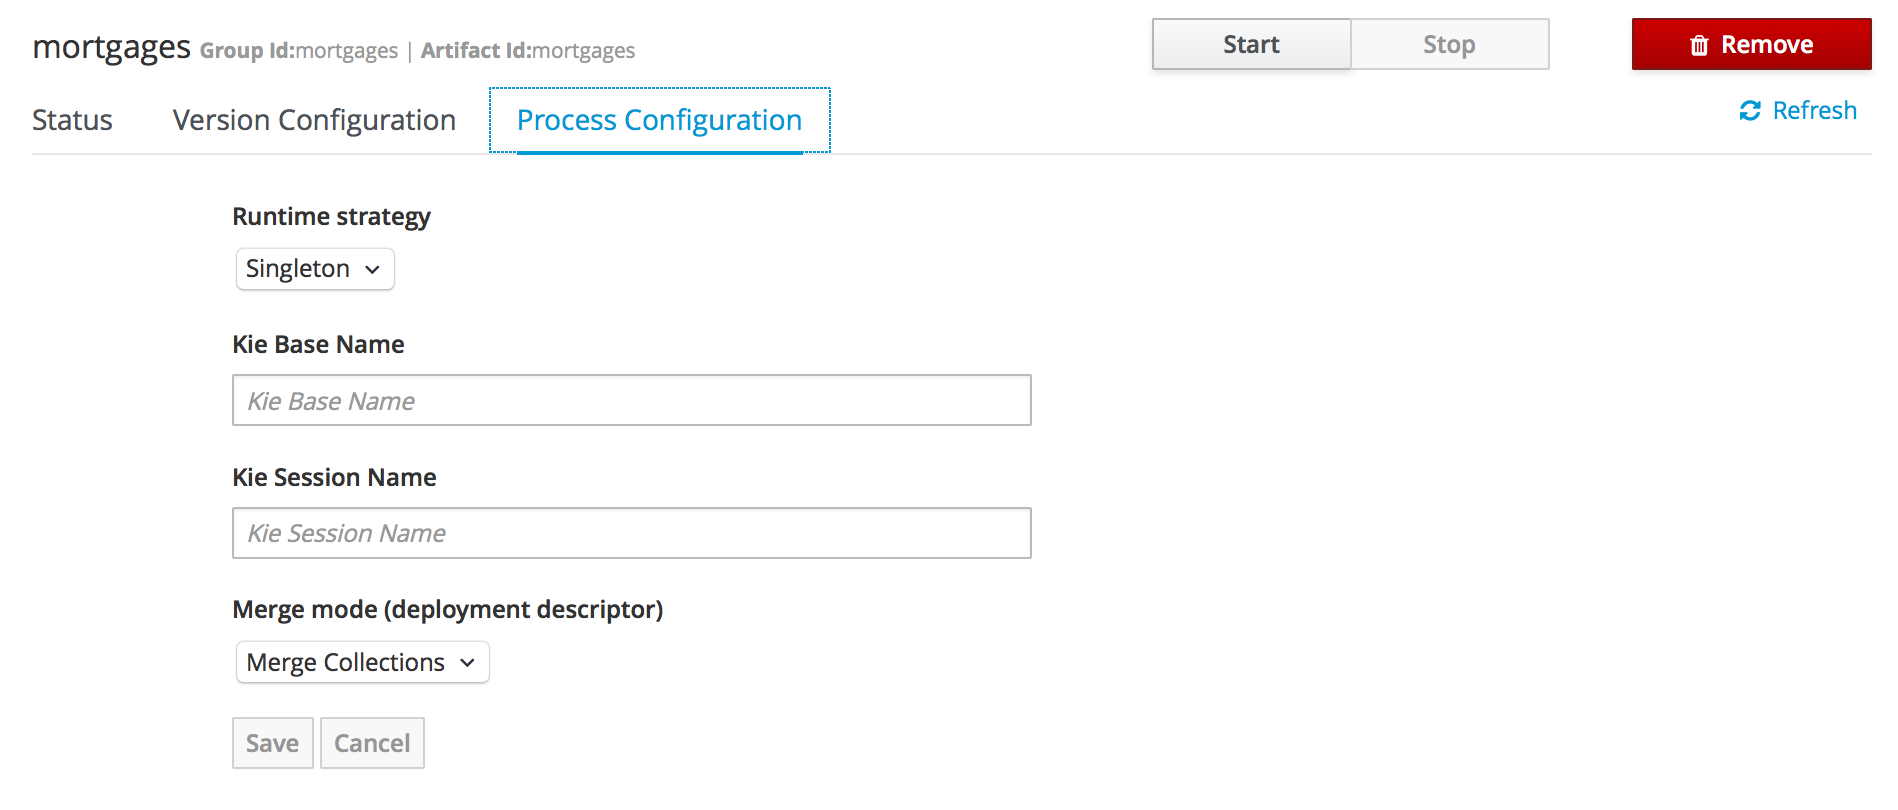 mortgages Group Id:mortgages | Artifact Id:mortgages
Start
Stop
Remove
Status
Version Configuration
Process Configuration
Refresh
Runtime strategy
Singleton
Kie Base Name
Kie Base Name
Kie Session Name
Kie Session Name
Merge mode (deployment descriptor)
Merge Collections
Save
Cancel